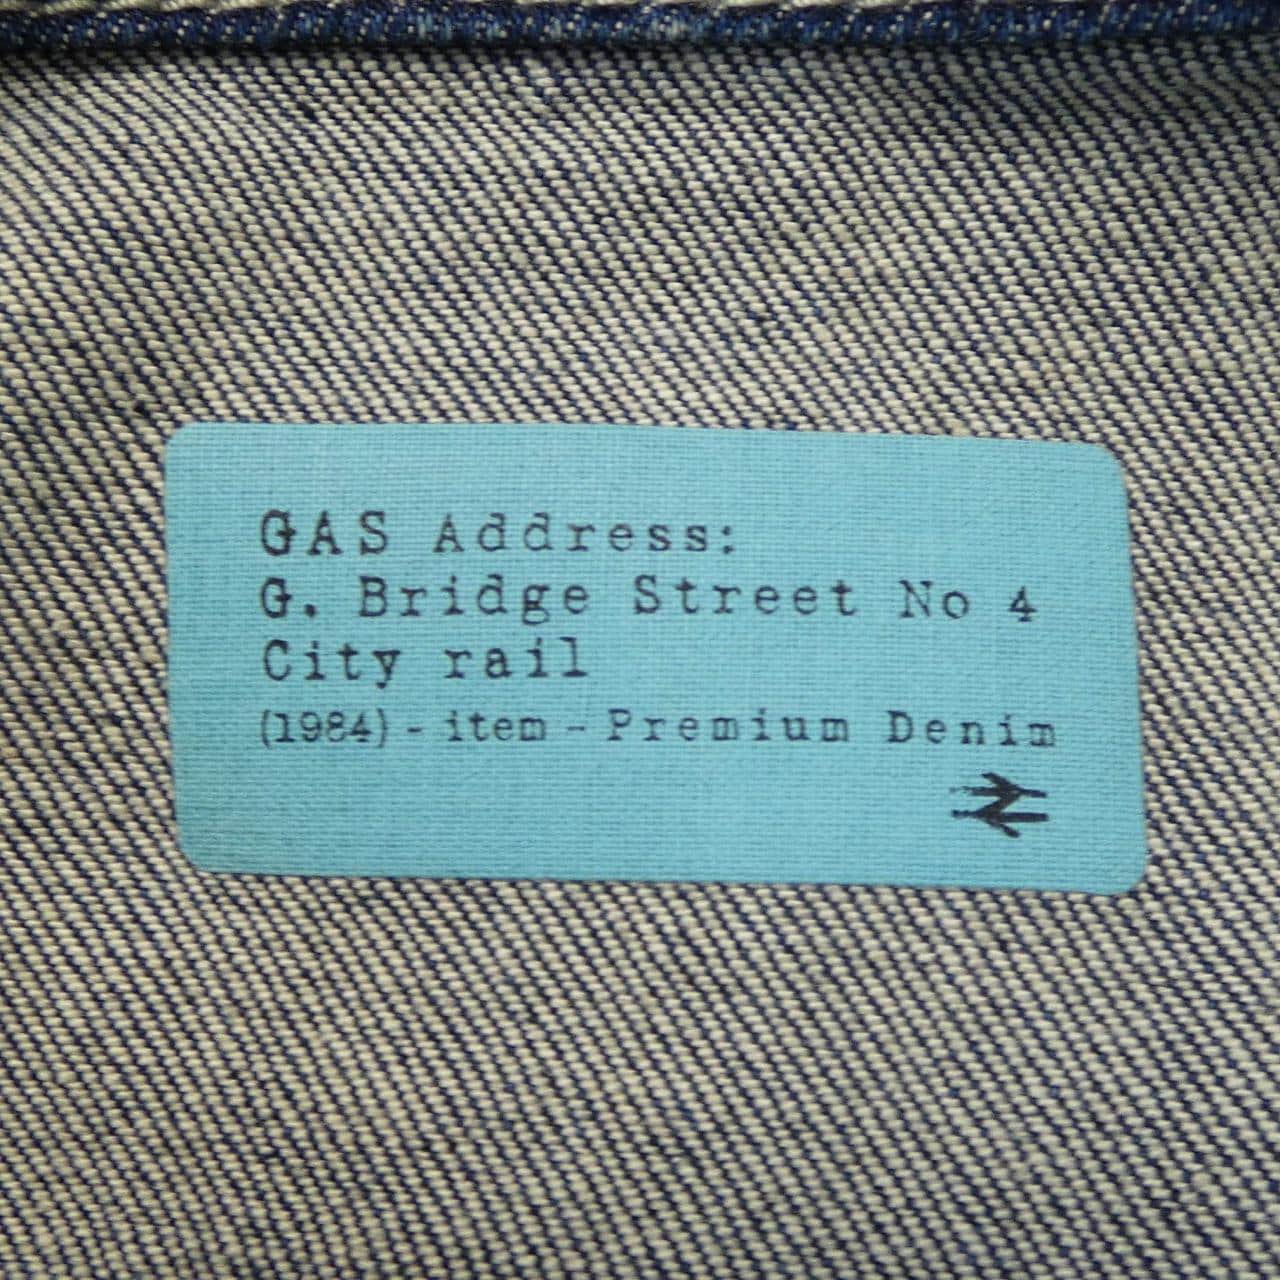 GAS Address:
G. Bridge Street No 4
City rail
(1984) - item - Premium Denim